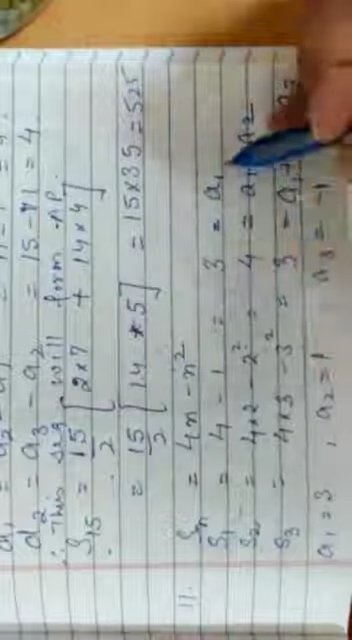 d₂ = a₃ - a₂ = 15 - 11 = 4
∴ This seq. will form AP.
S₁₅ = 15/2 [2×7 + 14×4]
= 15/2 [14 * 5] = 15×35 = 525
11. Sₙ = 4n - n²
S₁ = 4 - 1 = 3 = a₁
S₂ = 4×2 - 2² = 4 = a₁ a₂
S₃ = 4×3 - 3² = 3 = a₁+
a₁ = 3 , a₂ = 1 a₃ = -1